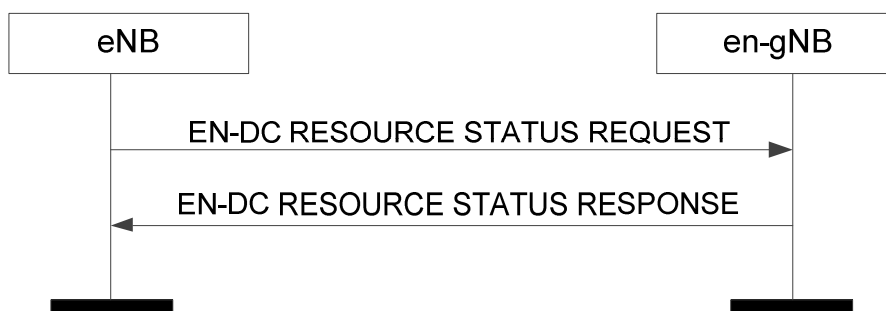 eNB
en-gNB
EN-DC RESOURCE STATUS REQUEST
EN-DC RESOURCE STATUS RESPONSE